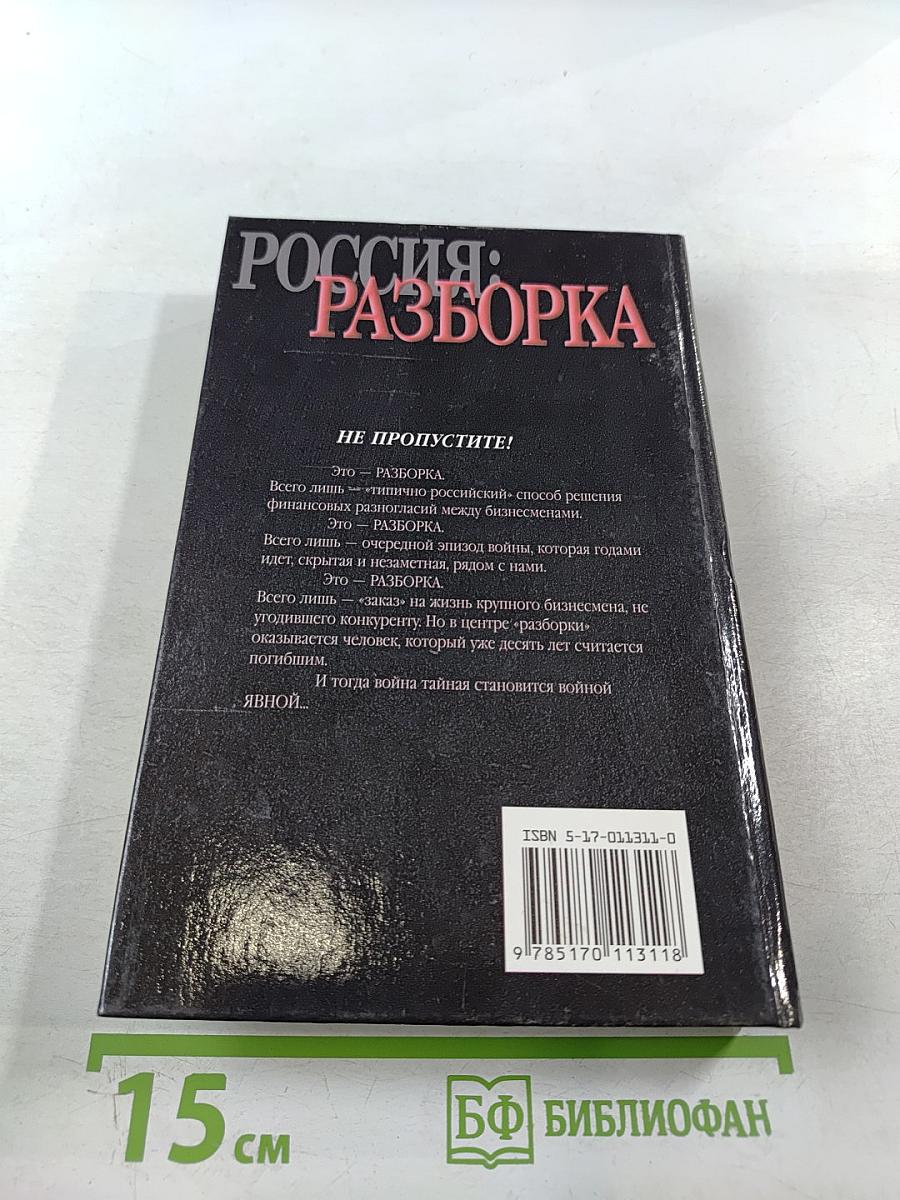 РОССИЯ:
РАЗБОРКА
НЕ ПРОПУСТИТЕ!
Это — РАЗБОРКА.
Всего лишь — «типично российский» способ решения
финансовых разногласий между бизнесменами.
Это — РАЗБОРКА.
Всего лишь — очередной эпизод войны, которая годами
идет, скрытая и незаметная, рядом с нами.
Это — РАЗБОРКА.
Всего лишь — «заказ» на жизнь крупного бизнесмена, не
угодившего конкуренту. Но в центре «разборки»
оказывается человек, который уже десять лет считается
погибшим.
И тогда война тайная становится войной
ЯВНОЙ...
ISBN 5-17-011311-0
9 785170 113118
15 см
БФ БИБЛИОФАН